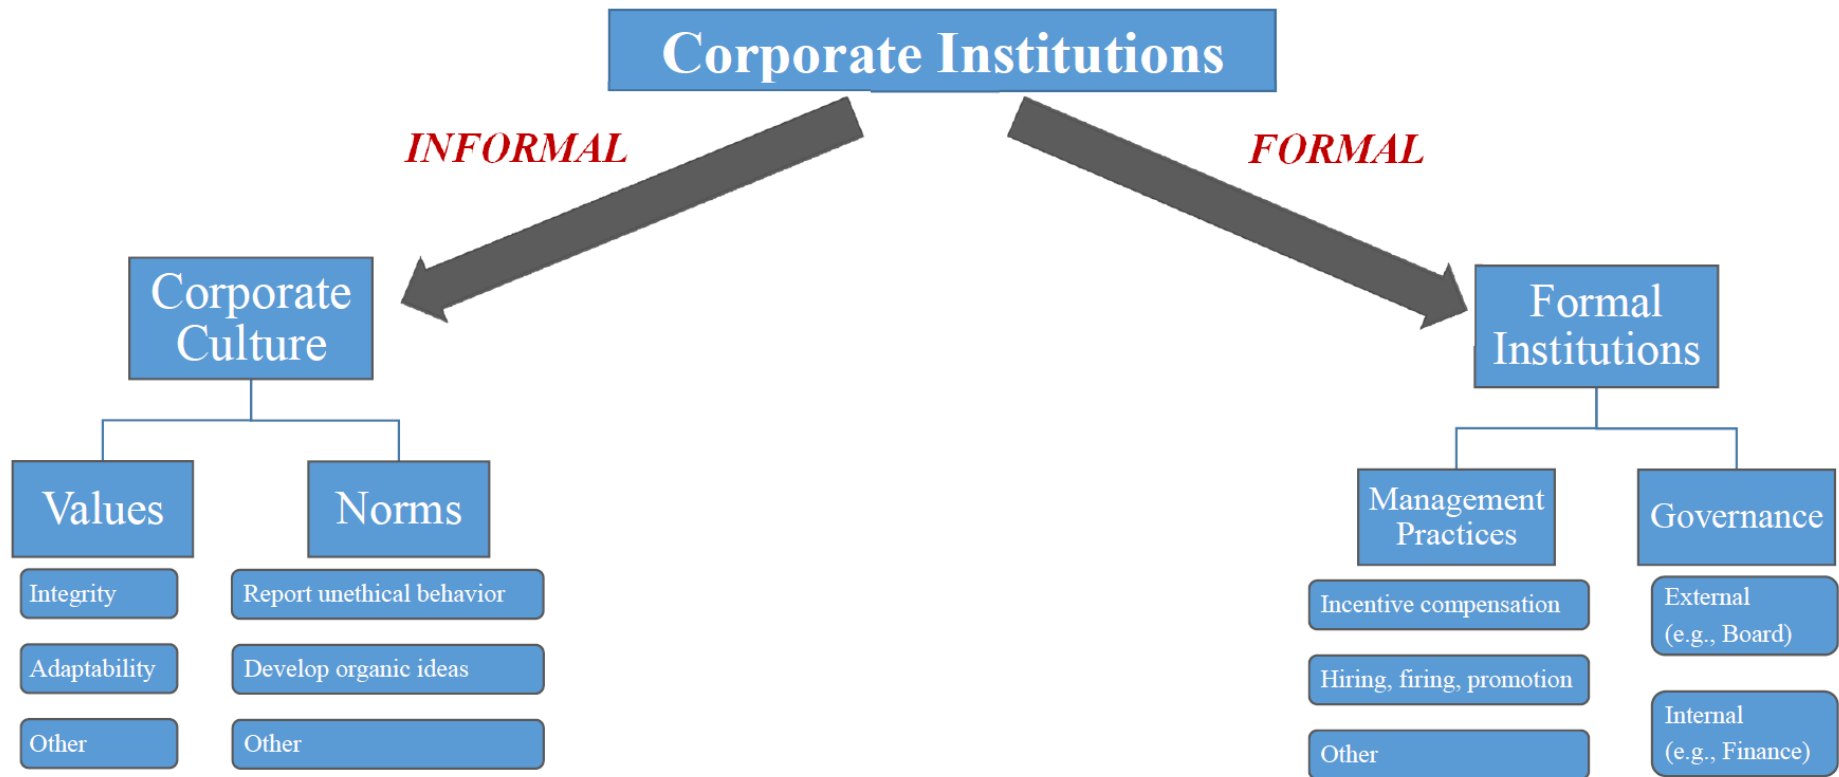 Corporate Institutions
INFORMAL
FORMAL
Corporate
Culture
Formal
Institutions
Values
Norms
Management
Practices
Governance
Integrity
Adaptability
Other
Report unethical behavior
Develop organic ideas
Other
Incentive compensation
Hiring, firing, promotion
Other
External
(e.g., Board)
Internal
(e.g., Finance)